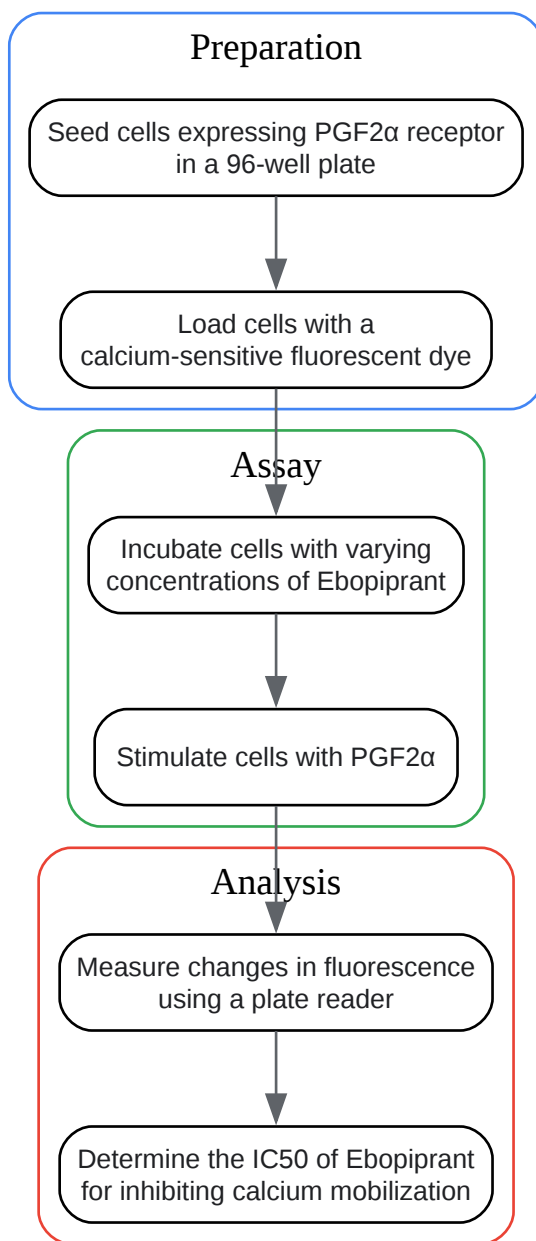 Preparation
Seed cells expressing PGF2α receptor
in a 96-well plate
Load cells with a
calcium-sensitive fluorescent dye
Assay
Incubate cells with varying
concentrations of Ebopiprant
Stimulate cells with PGF2α
Analysis
Measure changes in fluorescence
using a plate reader
Determine the IC50 of Ebopiprant
for inhibiting calcium mobilization